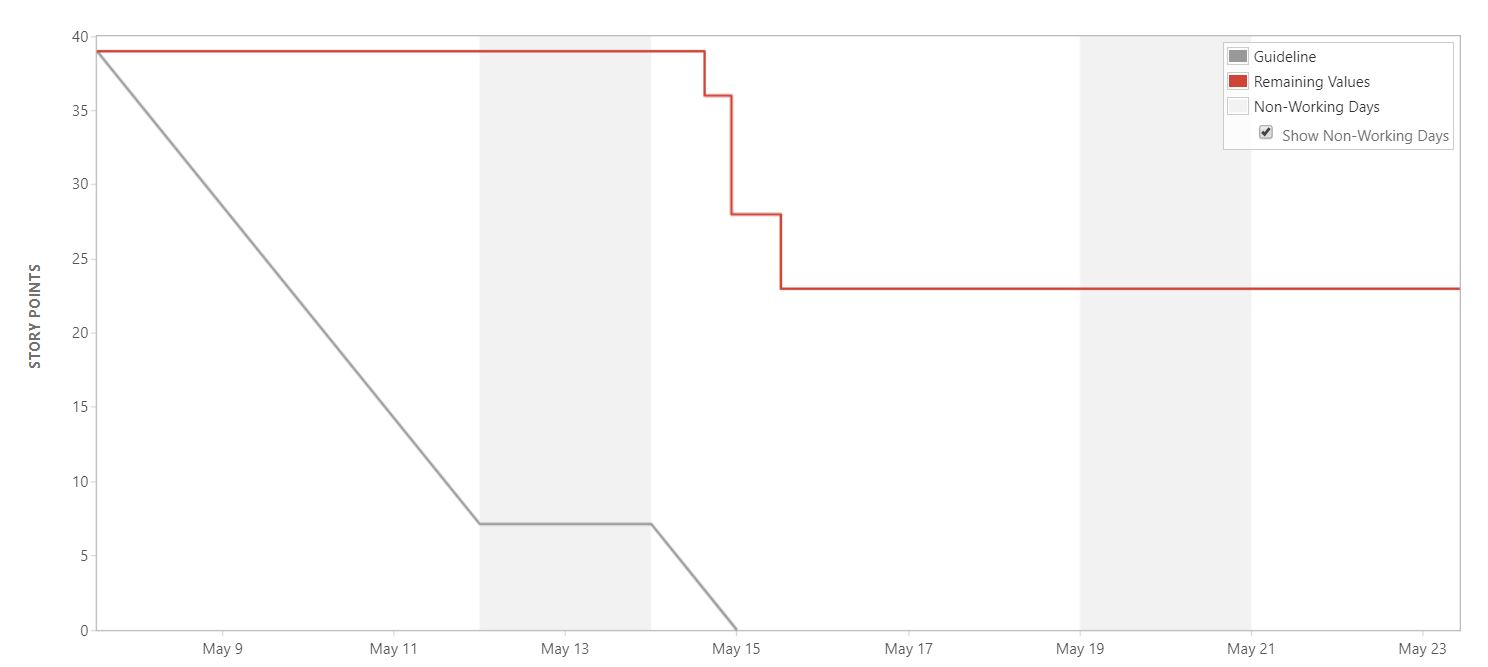 40
35
30
25
20
15
10
5
0
STORY POINTS
Guideline
Remaining Values
Non-Working Days
Show Non-Working Days
May 9 May 11 May 13 May 15 May 17 May 19 May 21 May 23